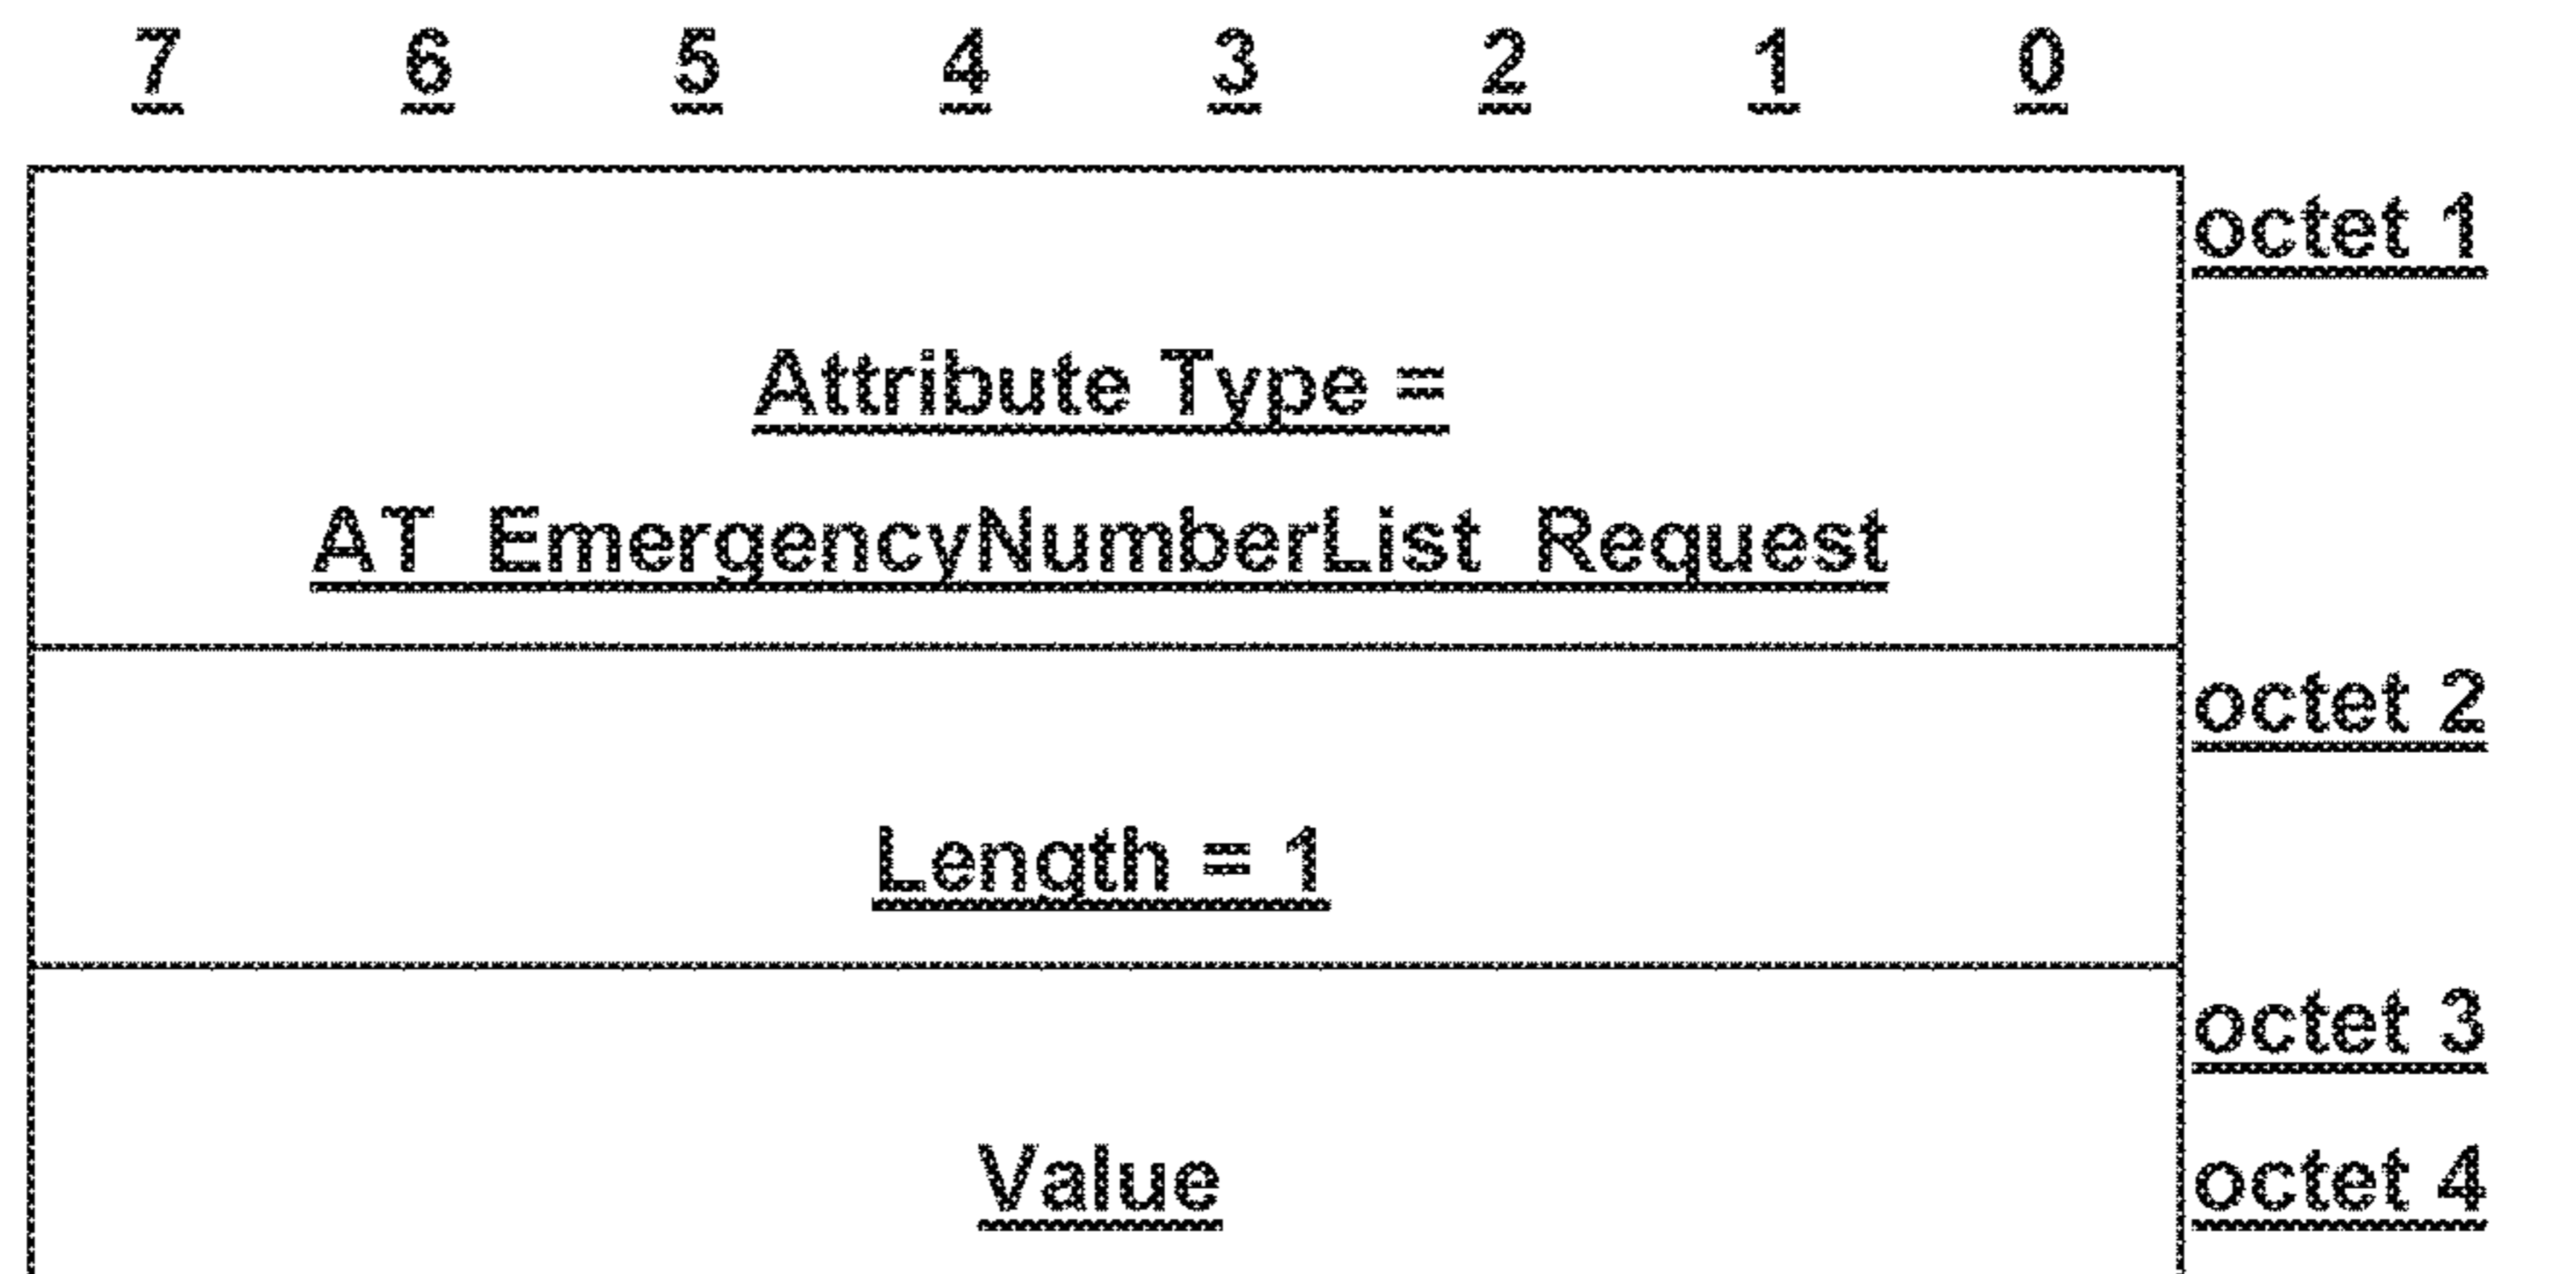 7 6 5 4 3 2 1 0
octet 1
Attribute Type =
AT_EmergencyNumberList_Request
octet 2
Length = 1
octet 3
Value octet 4